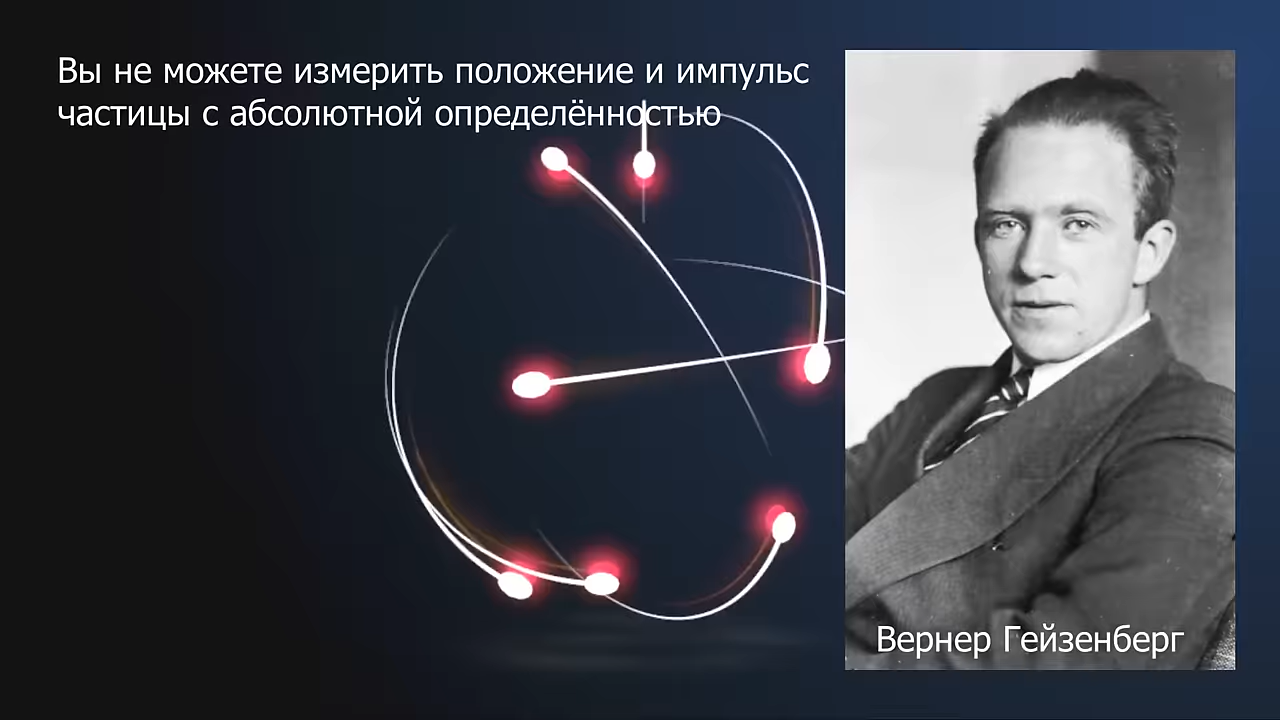 Вы не можете измерить положение и импульс
частицы с абсолютной определённостью
Вернер Гейзенберг